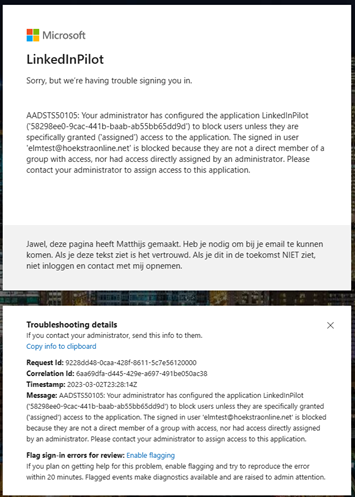 Microsoft
LinkedInPilot
Sorry, but we're having trouble signing you in.
AADSTS50105: Your administrator has configured the application LinkedInPilot
('58298ee0-9cac-441b-baab-ab55bb65dd9d') to block users unless they are
specifically granted ('assigned') access to the application. The signed in user
'elmtest@hoekstraonline.net' is blocked because they are not a direct member of a
group with access, nor had access directly assigned by an administrator. Please
contact your administrator to assign access to this application.
Jawel, deze pagina heeft Matthijs gemaakt. Heb je nodig om bij je email te kunnen
komen. Als je deze tekst ziet is het vertrouwd. Als je dit in de toekomst NIET ziet,
niet inloggen en contact met mij opnemen.
Troubleshooting details
If you contact your administrator, send this info to them.
Copy info to clipboard
Request Id: 9228dd48-0caa-428f-8611-5c7e56120000
Correlation Id: 6aa69dfa-d445-429e-a697-491be050ac38
Timestamp: 2023-03-02T23:28:14Z
Message: AADSTS50105: Your administrator has configured the application LinkedInPilot
('58298ee0-9cac-441b-baab-ab55bb65dd9d') to block users unless they are specifically granted
('assigned') access to the application. The signed in user 'elmtest@hoekstraonline.net' is blocked
because they are not a direct member of a group with access, nor had access directly assigned
by an administrator. Please contact your administrator to assign access to this application.
Flag sign-in errors for review: Enable flagging
If you plan on getting help for this problem, enable flagging and try to reproduce the error
within 20 minutes. Flagged events make diagnostics available and are raised to admin attention.